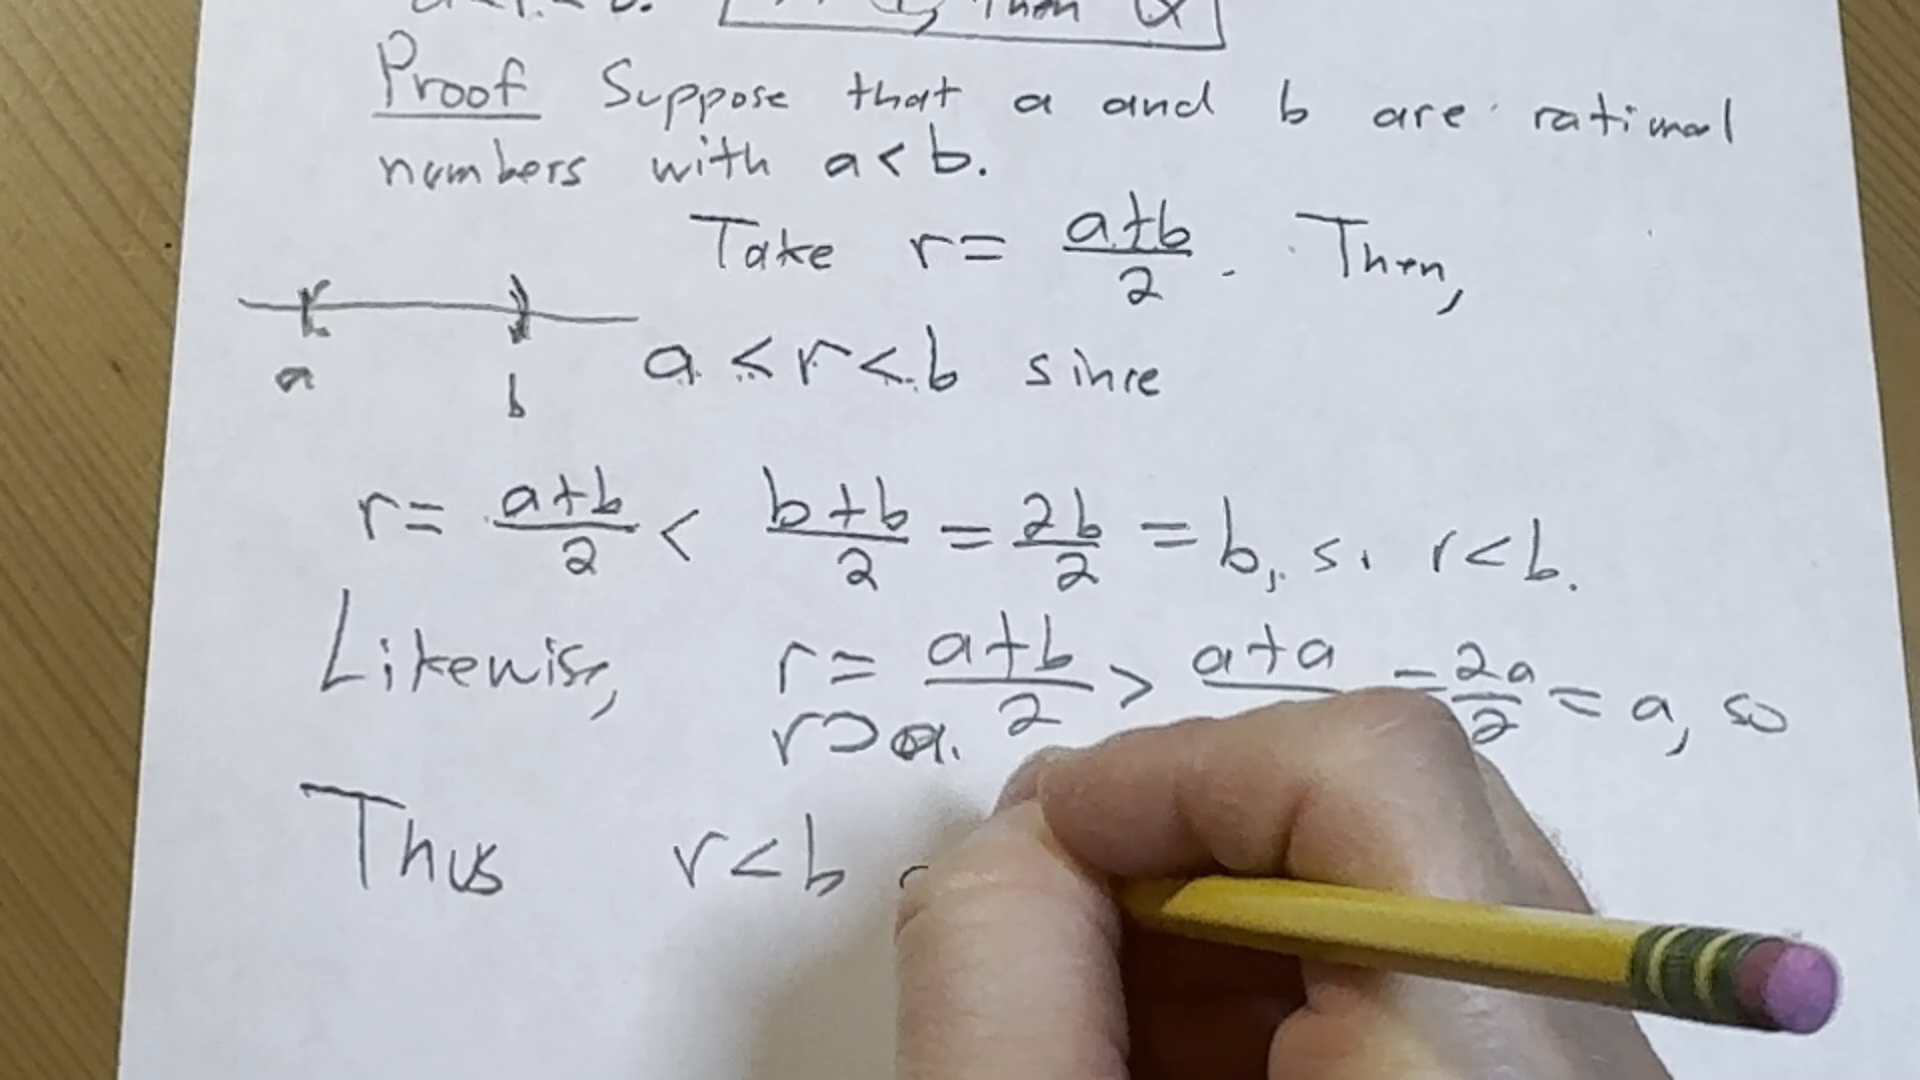 Then Q
Proof Suppose that a and b are rational
numbers with a<b.
Take r = a+b/2. Then,
a b
a < r < b since
r = a+b/2 < b+b/2 = 2b/2 = b, so r<b.
Likewise, r = a+b/2 > a+a = 2a/2 = a, so
r>a.
Thus r<b